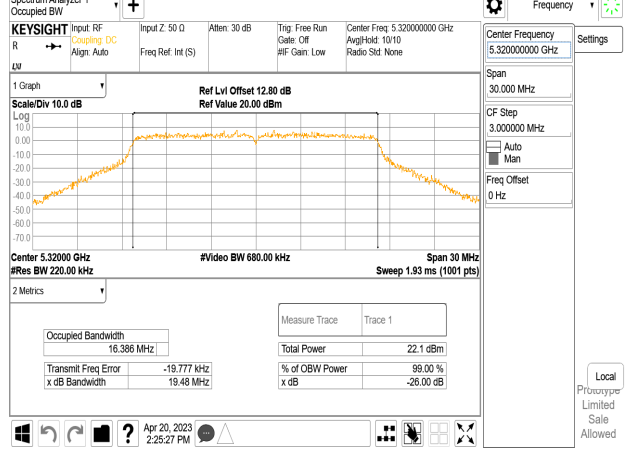 Spectrum Analyzer 1
Occupied BW
Frequency
KEYSIGHT Input: RF
Coupling: DC
Align: Auto
R
LXI
Input Z: 50 Ω
Freq Ref: Int (S)
Atten: 30 dB
Trig: Free Run
Gate: Off
#IF Gain: Low
Center Freq: 5.320000000 GHz
Avg|Hold: 10/10
Radio Std: None
Center Frequency
5.320000000 GHz
Settings
Span
30.000 MHz
CF Step
3.000000 MHz
Auto
Man
Freq Offset
0 Hz
1 Graph
Scale/Div 10.0 dB
Ref Lvl Offset 12.80 dB
Ref Value 20.00 dBm
Log
10.0
0.00
-10.0
-20.0
-30.0
-40.0
-50.0
-60.0
-70.0
Center 5.32000 GHz
#Video BW 680.00 kHz
Span 30 MHz
#Res BW 220.00 kHz
Sweep 1.93 ms (1001 pts)
2 Metrics
Measure Trace Trace 1
Occupied Bandwidth
16.386 MHz
Total Power 22.1 dBm
Transmit Freq Error -19.777 kHz
% of OBW Power 99.00 %
x dB Bandwidth 19.48 MHz
x dB -26.00 dB
Local
Prototype
Limited
Sale
Allowed
?
Apr 20, 2023
2:25:27 PM